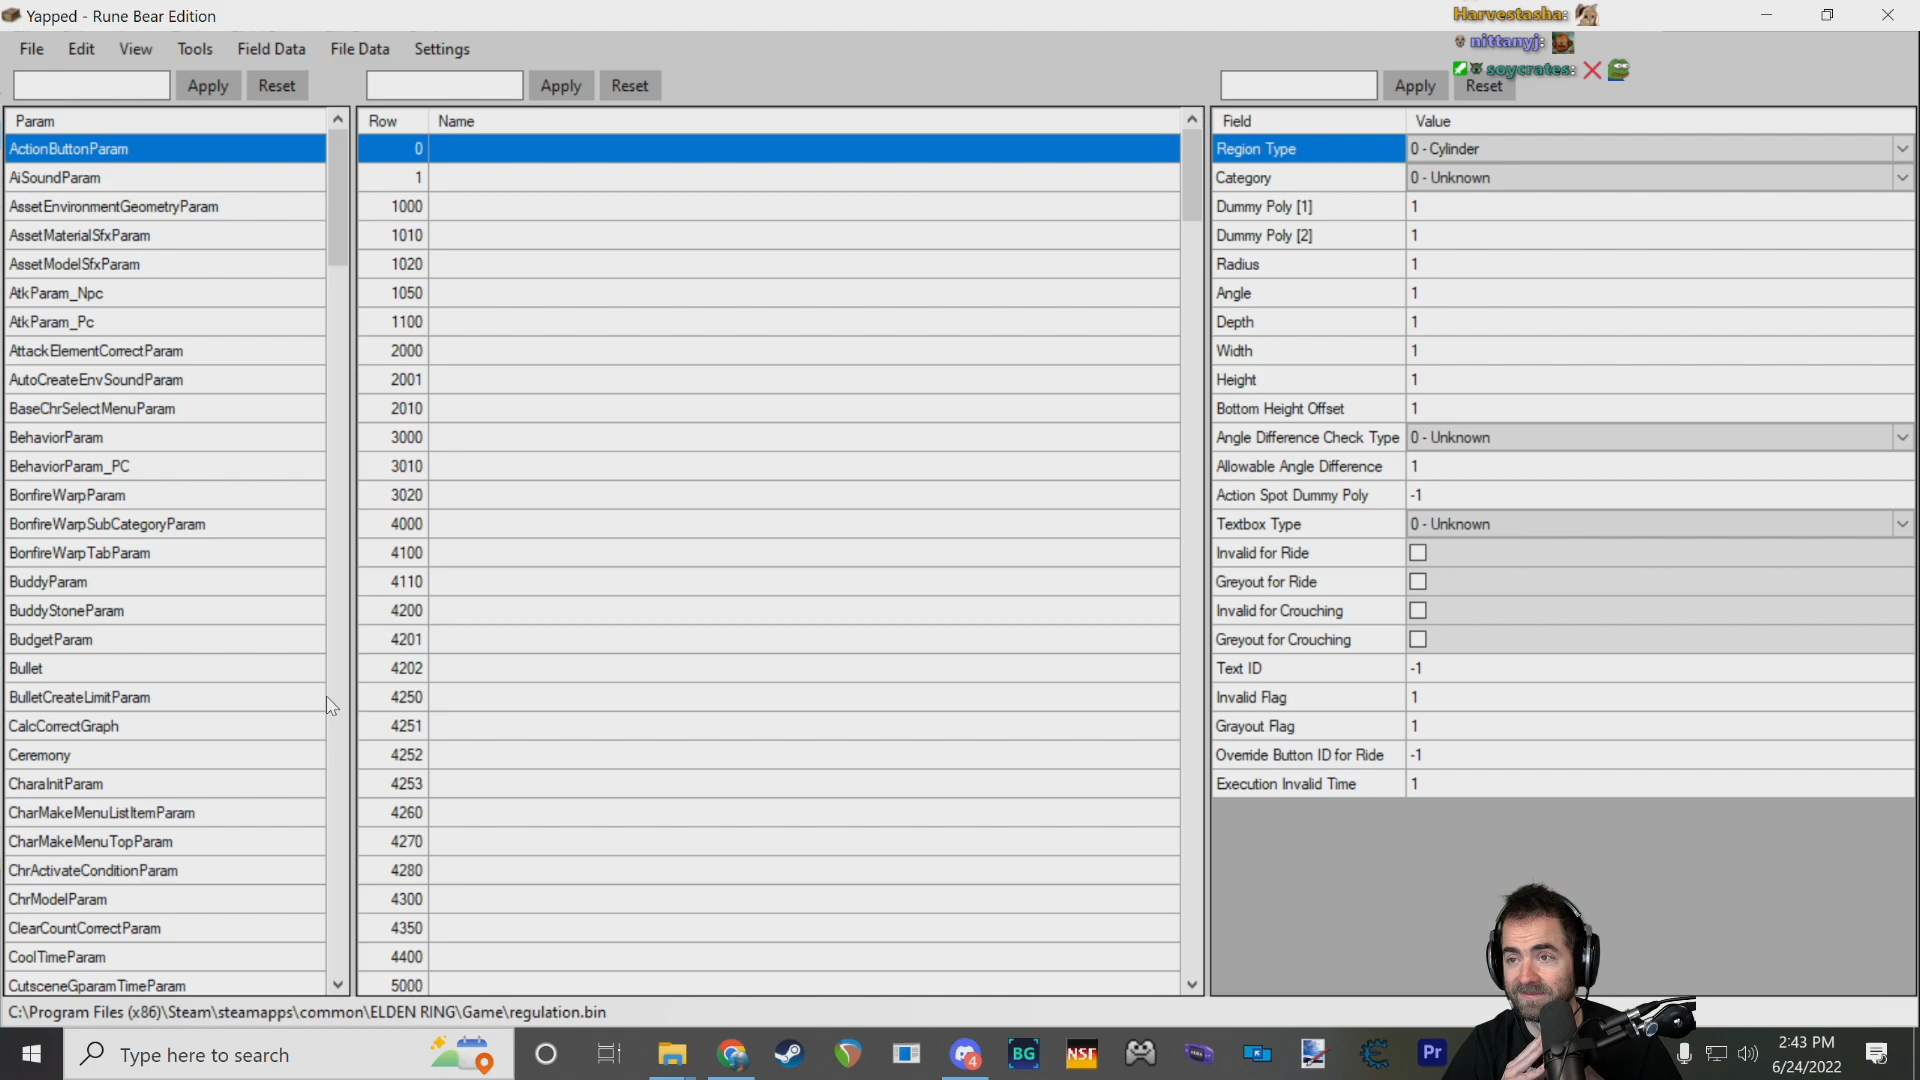 Yapped - Rune Bear Edition
Harvestasha:
nittanyj:
soycrates:
File Edit View Tools Field Data File Data Settings
Apply Reset Apply Reset Apply Reset
Param
ActionButtonParam
AiSoundParam
AssetEnvironmentGeometryParam
AssetMaterialSfxParam
AssetModelSfxParam
AtkParam_Npc
AtkParam_Pc
AttackElementCorrectParam
AutoCreateEnvSoundParam
BaseChrSelectMenuParam
BehaviorParam
BehaviorParam_PC
BonfireWarpParam
BonfireWarpSubCategoryParam
BonfireWarpTabParam
BuddyParam
BuddyStoneParam
BudgetParam
Bullet
BulletCreateLimitParam
CalcCorrectGraph
Ceremony
CharaInitParam
CharMakeMenuListItemParam
CharMakeMenuTopParam
ChrActivateConditionParam
ChrModelParam
ClearCountCorrectParam
CoolTimeParam
CutsceneGparamTimeParam
Row Name
0
1
1000
1010
1020
1050
1100
2000
2001
2010
3000
3010
3020
4000
4100
4110
4200
4201
4202
4250
4251
4252
4253
4260
4270
4280
4300
4350
4400
5000
Field Value
Region Type 0 - Cylinder
Category 0 - Unknown
Dummy Poly [1] 1
Dummy Poly [2] 1
Radius 1
Angle 1
Depth 1
Width 1
Height 1
Bottom Height Offset 1
Angle Difference Check Type 0 - Unknown
Allowable Angle Difference 1
Action Spot Dummy Poly -1
Textbox Type 0 - Unknown
Invalid for Ride
Greyout for Ride
Invalid for Crouching
Greyout for Crouching
Text ID -1
Invalid Flag 1
Grayout Flag 1
Override Button ID for Ride -1
Execution Invalid Time 1
C:\Program Files (x86)\Steam\steamapps\common\ELDEN RING\Game\regulation.bin
Type here to search
4
BG
NSF
Pr
2:43 PM
6/24/2022